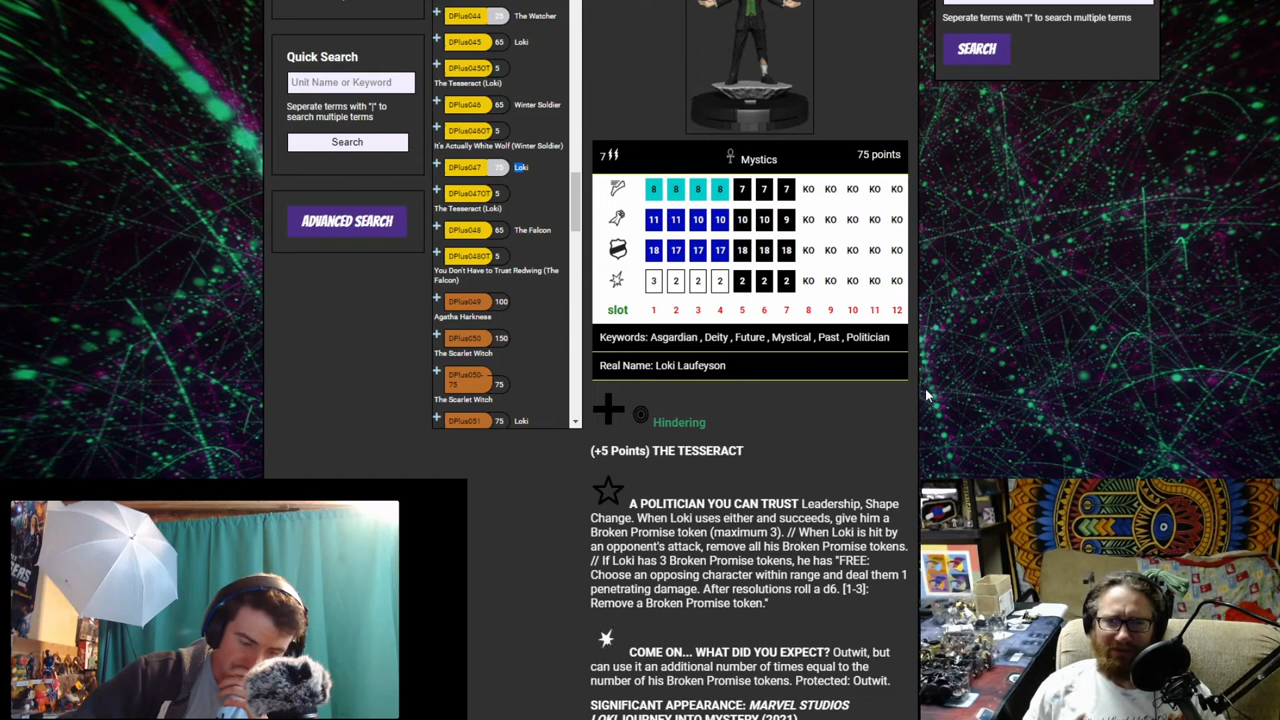 Quick Search
Unit Name or Keyword
Seperate terms with "|" to
search multiple terms
Search
ADVANCED SEARCH
DPlus044 25 The Watcher
DPlus045 65 Loki
DPlus045OT 5
The Tesseract (Loki)
DPlus046 65 Winter Soldier
DPlus046OT 5
It's Actually White Wolf (Winter Soldier)
DPlus047 75 Loki
DPlus047OT 5
The Tesseract (Loki)
DPlus048 65 The Falcon
DPlus048OT 5
You Don't Have to Trust Redwing (The
Falcon)
DPlus049 100
Agatha Harkness
DPlus050 150
The Scarlet Witch
DPlus050-
75 75
The Scarlet Witch
DPlus051 75 Loki
7 Mystics 75 points
8 8 8 8 7 7 7 KO KO KO KO KO
11 11 10 10 10 10 9 KO KO KO KO KO
18 17 17 17 18 18 18 KO KO KO KO KO
3 2 2 2 2 2 2 KO KO KO KO KO
slot 1 2 3 4 5 6 7 8 9 10 11 12
Keywords: Asgardian , Deity , Future , Mystical , Past , Politician
Real Name: Loki Laufeyson
Hindering
(+5 Points) THE TESSERACT
A POLITICIAN YOU CAN TRUST Leadership, Shape
Change. When Loki uses either and succeeds, give him a
Broken Promise token (maximum 3). // When Loki is hit by
an opponent's attack, remove all his Broken Promise tokens.
// If Loki has 3 Broken Promise tokens, he has "FREE:
Choose an opposing character within range and deal them 1
penetrating damage. After resolutions roll a d6. [1-3]:
Remove a Broken Promise token."
COME ON... WHAT DID YOU EXPECT? Outwit, but
can use it an additional number of times equal to the
number of his Broken Promise tokens. Protected: Outwit.
SIGNIFICANT APPEARANCE: MARVEL STUDIOS
LOKI JOURNEY INTO MYSTERY (2021)
Seperate terms with "|" to search multiple terms
SEARCH